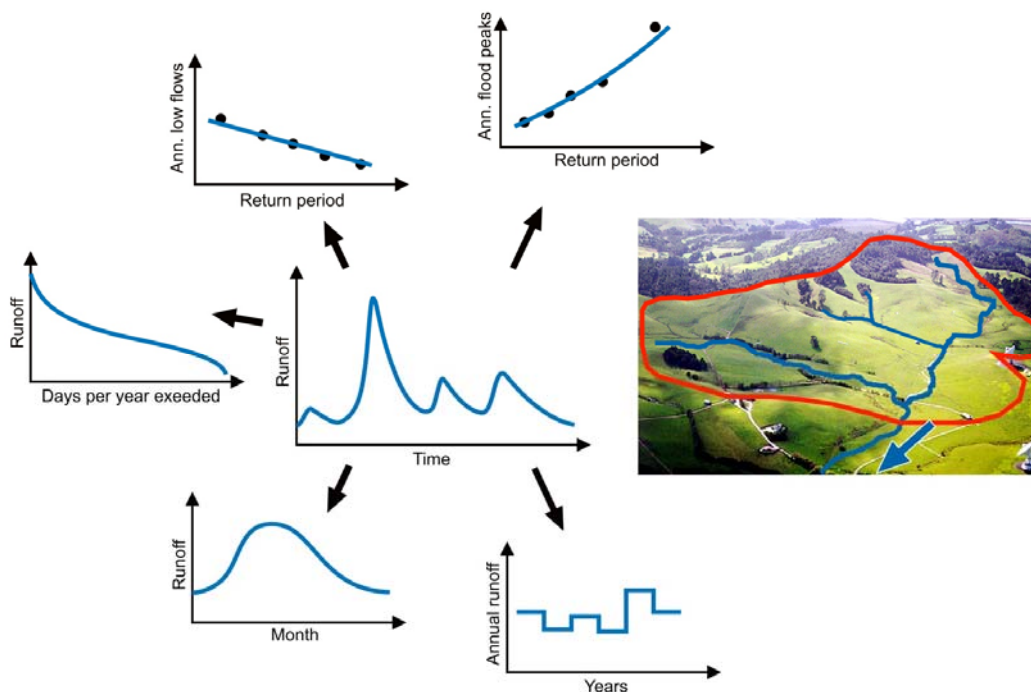 Ann. low flows
Return period
Ann. flood peaks
Return period
Runoff
Days per year exeeded
Runoff
Time
Runoff
Month
Annual runoff
Years